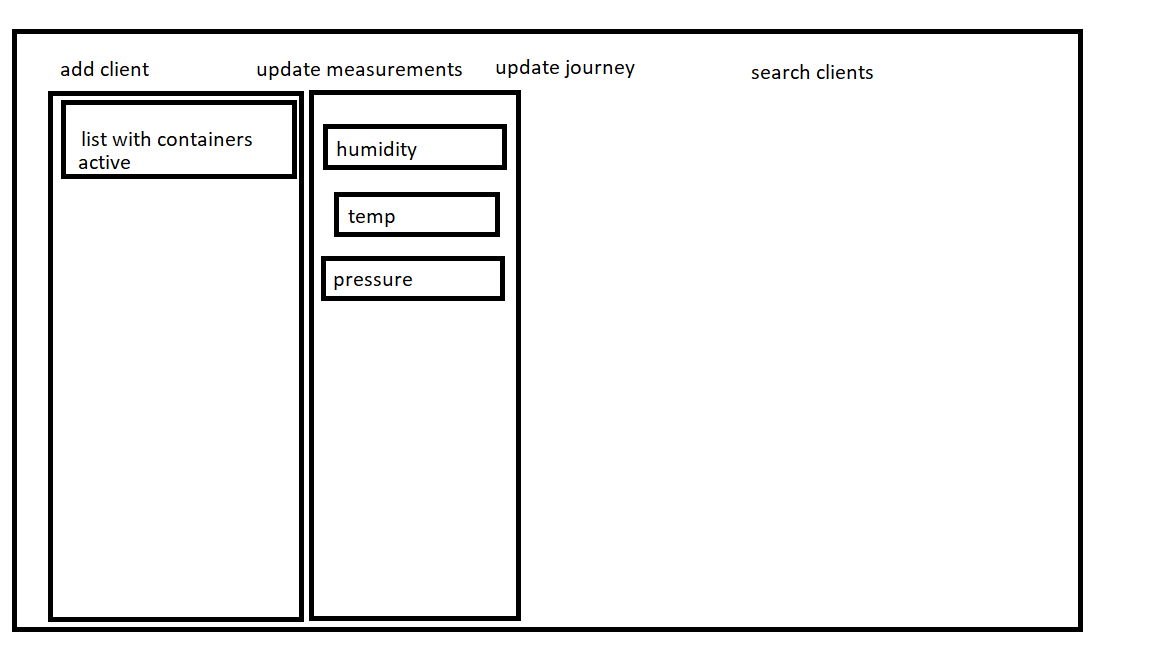 add client
update measurements
update journey
search clients
list with containers
active
humidity
temp
pressure